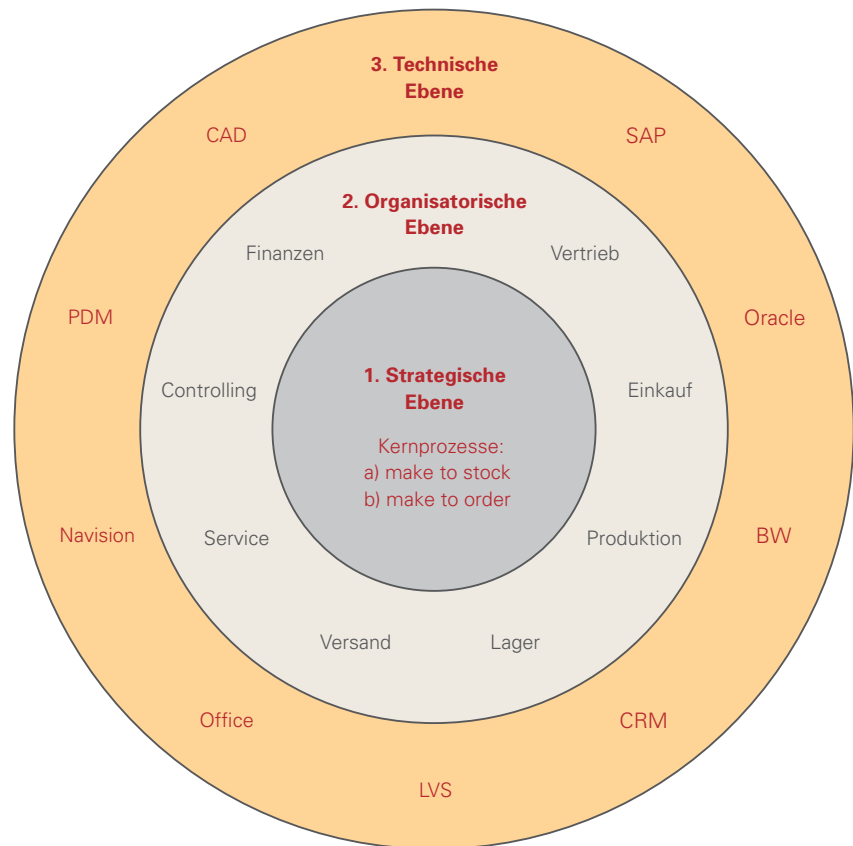 3. Technische
Ebene
CAD
SAP
2. Organisatorische
Ebene
Finanzen
Vertrieb
PDM
Oracle
1. Strategische
Ebene
Controlling
Einkauf
Kernprozesse:
a) make to stock
b) make to order
Navision
Service
Produktion
BW
Versand
Lager
Office
CRM
LVS